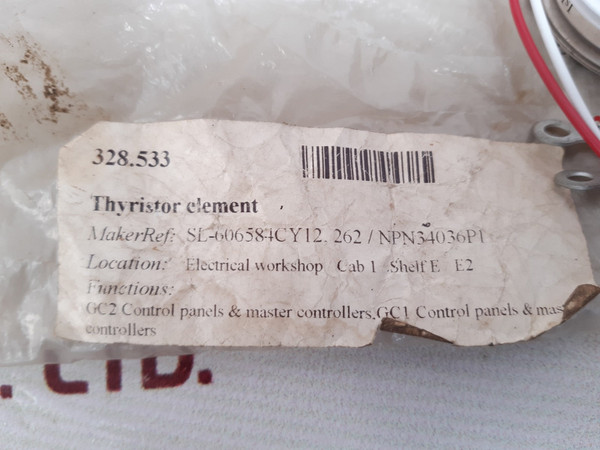 328.533
Thyristor element
MakerRef: SL-606584CY12. 262 / NPN34036P1
Location: Electrical workshop Cab 1 Shelf E E2
Functions:
GC2 Control panels & master controllers,GC1 Control panels & mas
controllers
LTD.